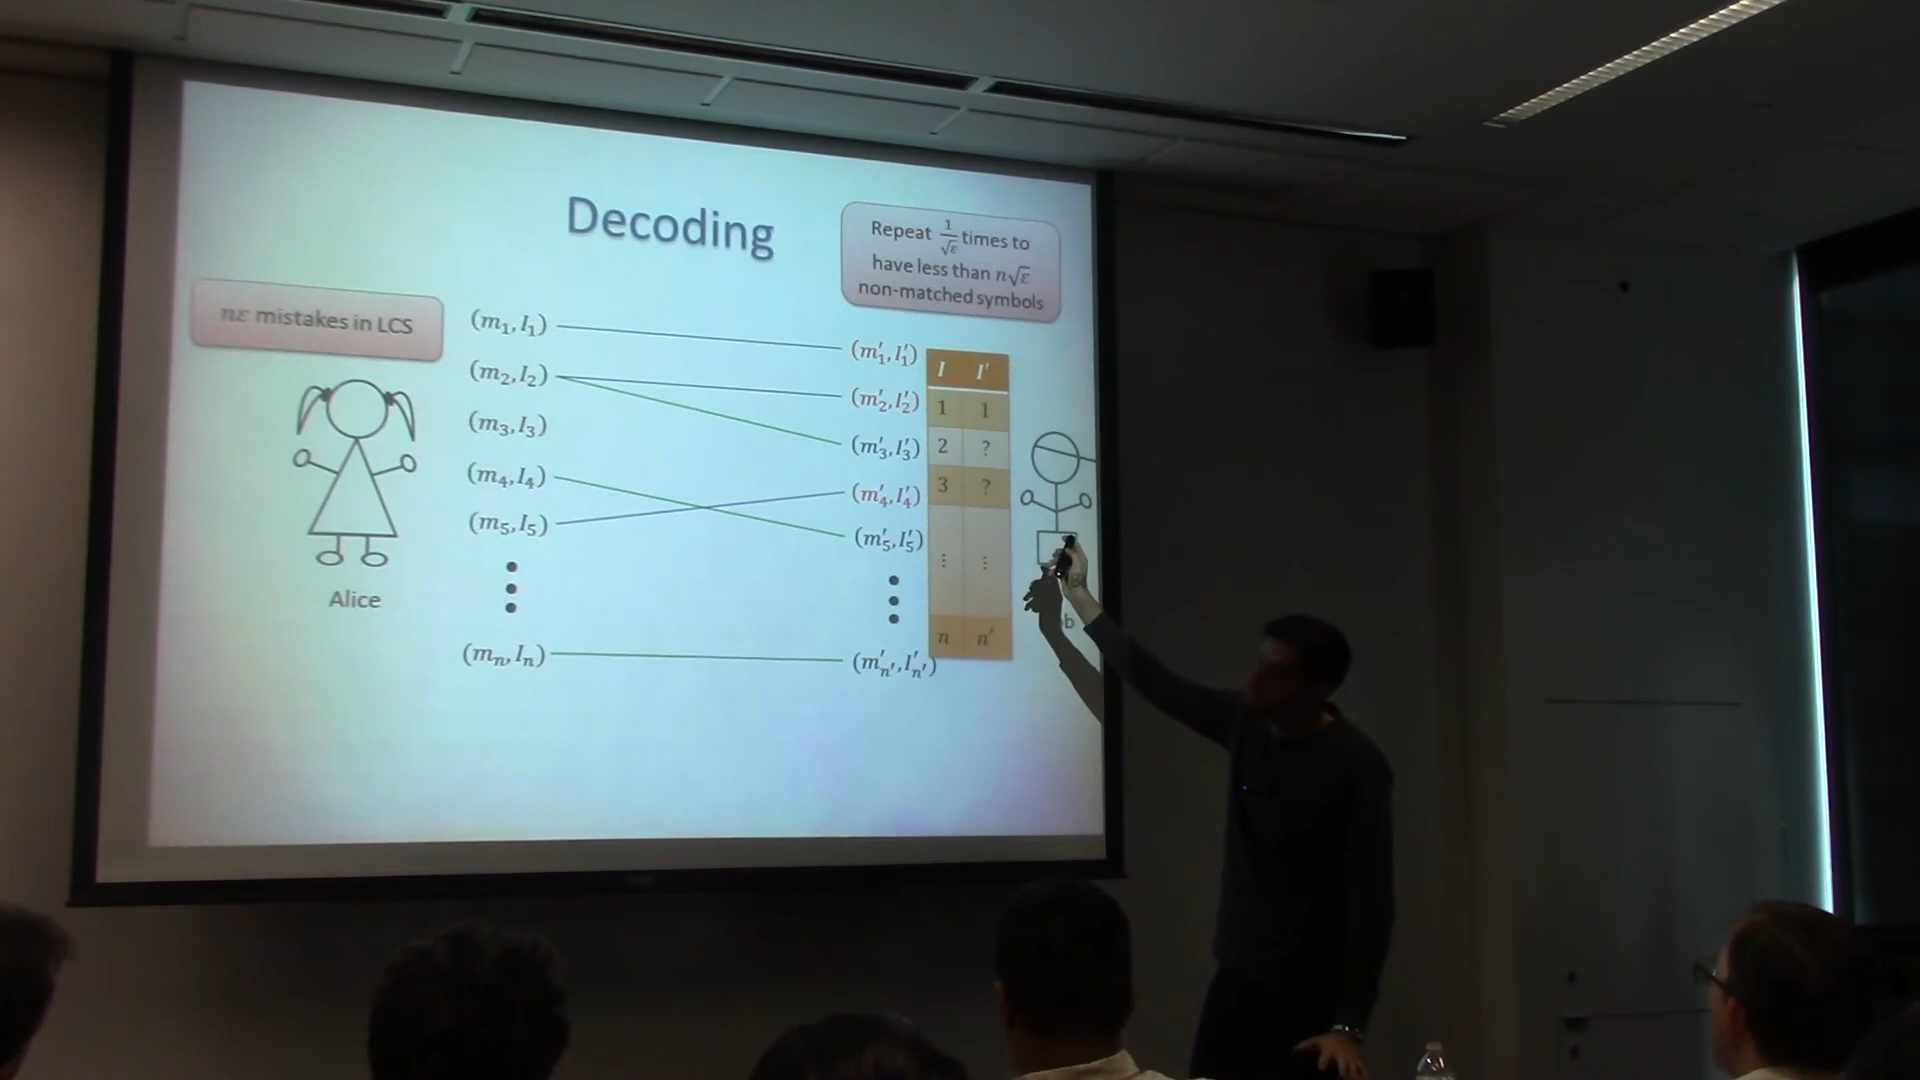 Decoding
Repeat 1/√ε times to
have less than n√ε
non-matched symbols
nε mistakes in LCS
(m₁, I₁)
(m₂, I₂)
(m₃, I₃)
(m₄, I₄)
(m₅, I₅)
⋮
(mₙ, Iₙ)
(m′₁, I′₁)
(m′₂, I′₂)
(m′₃, I′₃)
(m′₄, I′₄)
(m′₅, I′₅)
⋮
(m′ₙ′, I′ₙ′)
I I′
1 1
2 ?
3 ?
⋮ ⋮
n n′
Alice